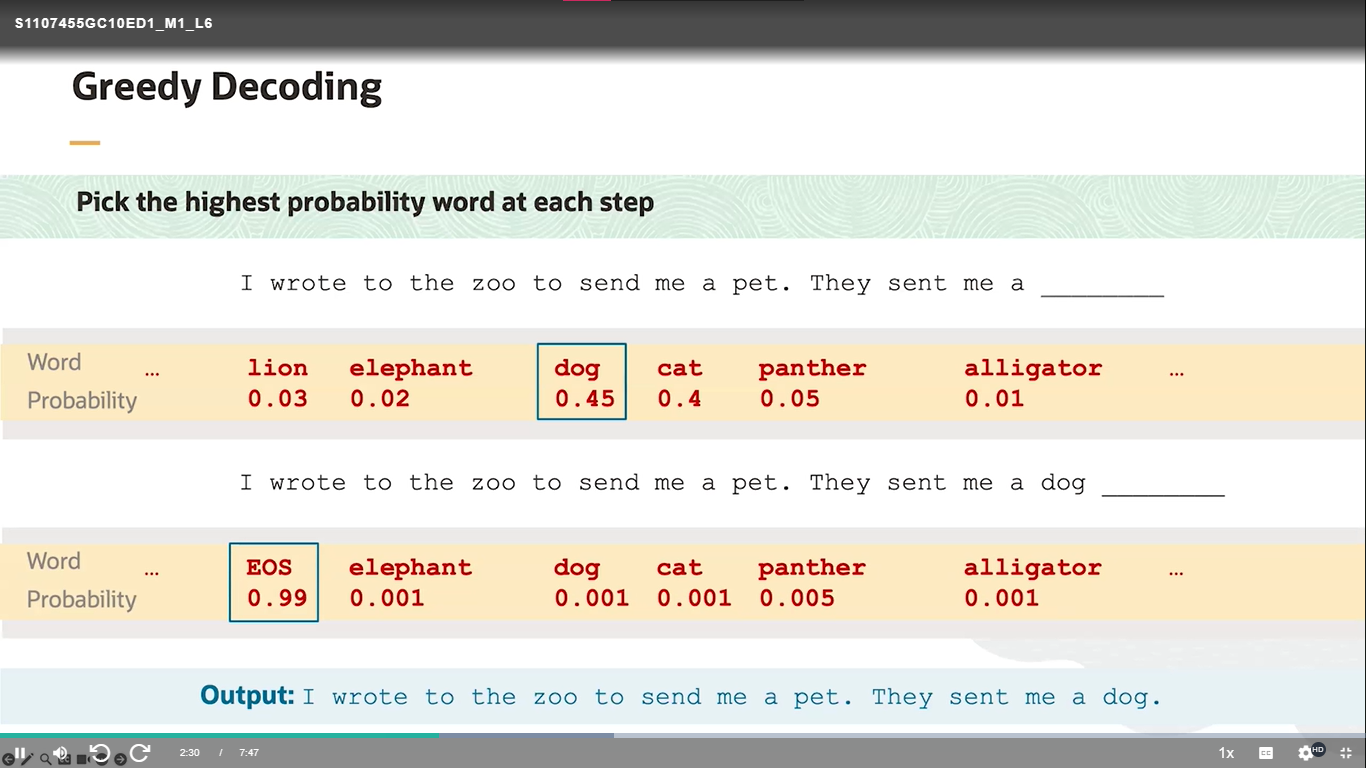 S1107455GC10ED1_M1_L6
Greedy Decoding
Pick the highest probability word at each step
I wrote to the zoo to send me a pet. They sent me a ________
Word ... lion elephant dog cat panther alligator ...
Probability 0.03 0.02 0.45 0.4 0.05 0.01
I wrote to the zoo to send me a pet. They sent me a dog ________
Word ... EOS elephant dog cat panther alligator ...
Probability 0.99 0.001 0.001 0.001 0.005 0.001
Output: I wrote to the zoo to send me a pet. They sent me a dog.
2:30 / 7:47 1x CC HD